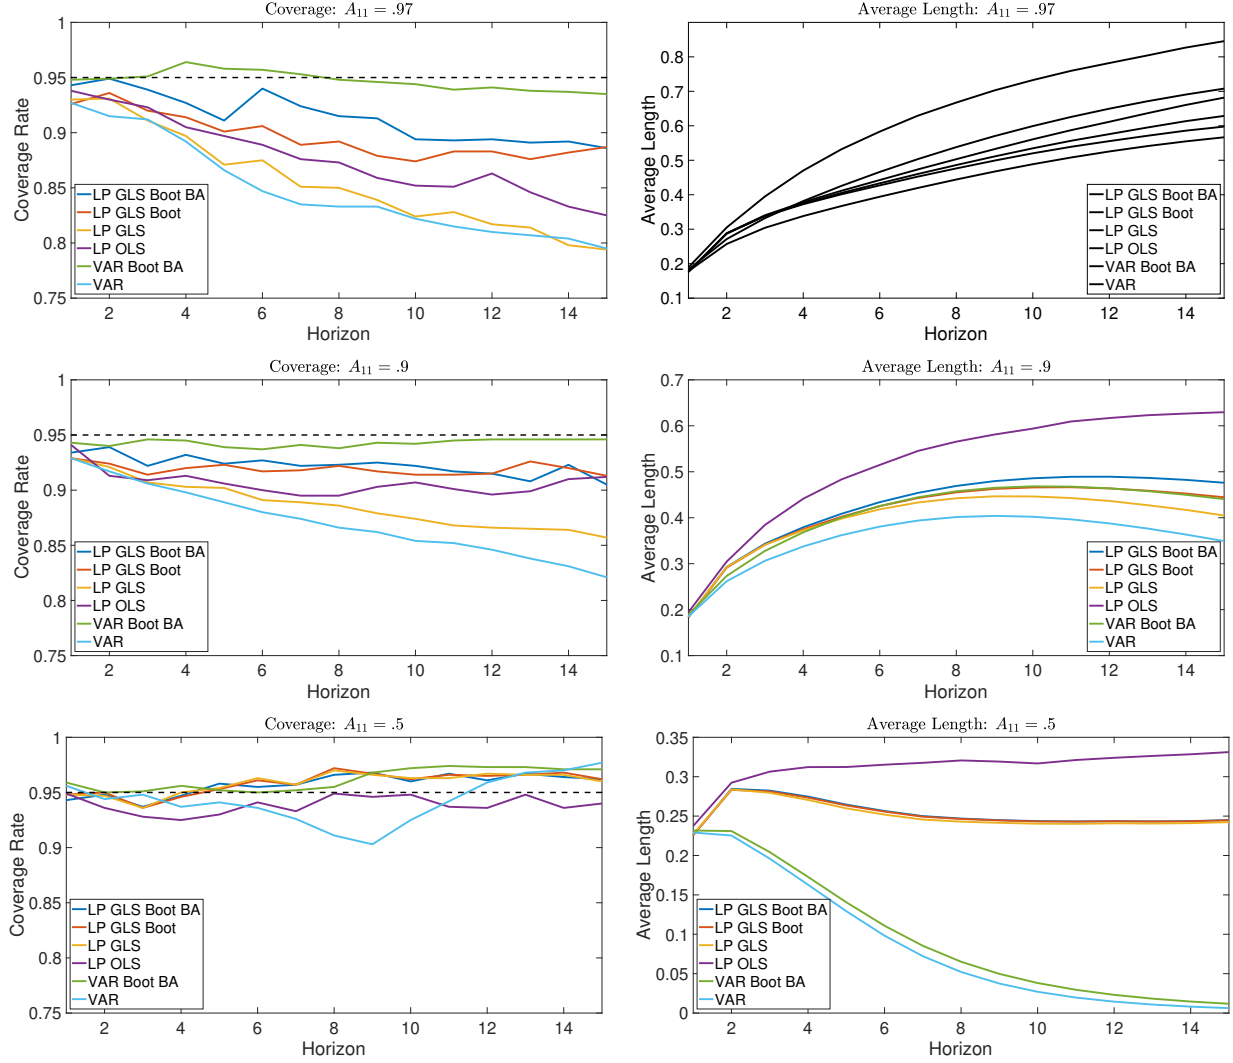 Coverage: A₁₁ = .97
1
0.95
0.9
0.85
0.8
0.75
Coverage Rate
LP GLS Boot BA
LP GLS Boot
LP GLS
LP OLS
VAR Boot BA
VAR
2 4 6 8 10 12 14
Horizon
Average Length: A₁₁ = .97
0.8
0.7
0.6
0.5
0.4
0.3
0.2
0.1
Average Length
LP GLS Boot BA
LP GLS Boot
LP GLS
LP OLS
VAR Boot BA
VAR
2 4 6 8 10 12 14
Horizon
Coverage: A₁₁ = .9
1
0.95
0.9
0.85
0.8
0.75
Coverage Rate
LP GLS Boot BA
LP GLS Boot
LP GLS
LP OLS
VAR Boot BA
VAR
2 4 6 8 10 12 14
Horizon
Average Length: A₁₁ = .9
0.7
0.6
0.5
0.4
0.3
0.2
0.1
Average Length
LP GLS Boot BA
LP GLS Boot
LP GLS
LP OLS
VAR Boot BA
VAR
2 4 6 8 10 12 14
Horizon
Coverage: A₁₁ = .5
1
0.95
0.9
0.85
0.8
0.75
Coverage Rate
LP GLS Boot BA
LP GLS Boot
LP GLS
LP OLS
VAR Boot BA
VAR
2 4 6 8 10 12 14
Horizon
Average Length: A₁₁ = .5
0.35
0.3
0.25
0.2
0.15
0.1
0.05
0
Average Length
LP GLS Boot BA
LP GLS Boot
LP GLS
LP OLS
VAR Boot BA
VAR
2 4 6 8 10 12 14
Horizon